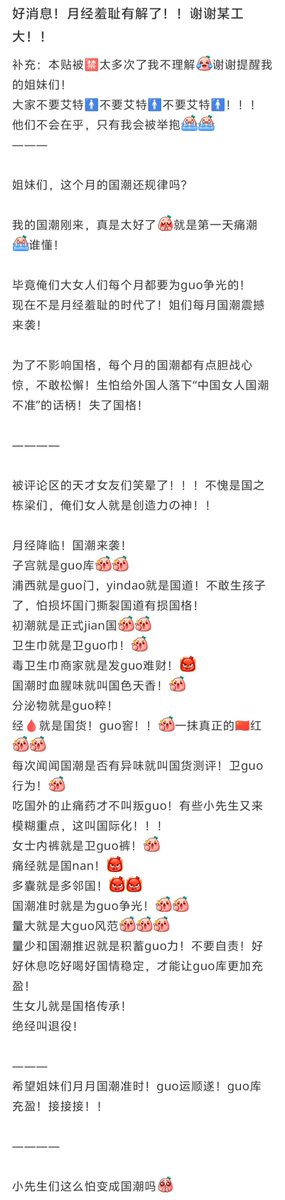 好消息！月经羞耻有解了！！谢谢某工
大！！
补充：本贴被🈲太多次了我不理解谢谢提醒我
的姐妹们！
大家不要艾特🚹不要艾特🚹不要艾特🚹！！！
他们不会在乎，只有我会被举抱
———
姐妹们，这个月的国潮还规律吗？
我的国潮刚来，真是太好了就是第一天痛潮
谁懂！
毕竟俺们大女人们每个月都要为guo争光的！
现在不是月经羞耻的时代了！姐们每月国潮震撼
来袭！
为了不影响国格，每个月的国潮都有点胆战心
惊，不敢松懈！生怕给外国人落下“中国女人国潮
不准”的话柄！失了国格！
————
被评论区的天才女友们笑晕了！！！不愧是国之
栋梁们，俺们女人就是创造力の神！！
月经降临！国潮来袭！
子宫就是guo库
浦西就是guo门，yindao就是国道！不敢生孩子
了，怕损坏国门撕裂国道有损国格！
初潮就是正式jian国
卫生巾就是卫guo巾！
毒卫生巾商家就是发guo难财！
国潮时血腥味就叫国色天香！
分泌物就是guo粹！
经🩸就是国货！guo窖！！一抹真正的🇨🇳红
每次闻闻国潮是否有异味就叫国货测评！卫guo
行为！
吃国外的止痛药才不叫叛guo！有些小先生又来
模糊重点，这叫国际化！！！
女士内裤就是卫guo裤！
痛经就是国nan！
多囊就是多邻国！
国潮准时就是为guo争光！
量大就是大guo风范
量少和国潮推迟就是积蓄guo力！不要自责！好
好休息吃好喝好国情稳定，才能让guo库更加充
盈！
生女儿就是国格传承！
绝经叫退役！
———
希望姐妹们月月国潮准时！guo运顺遂！guo库
充盈！接接接！！
————
小先生们这么怕变成国潮吗